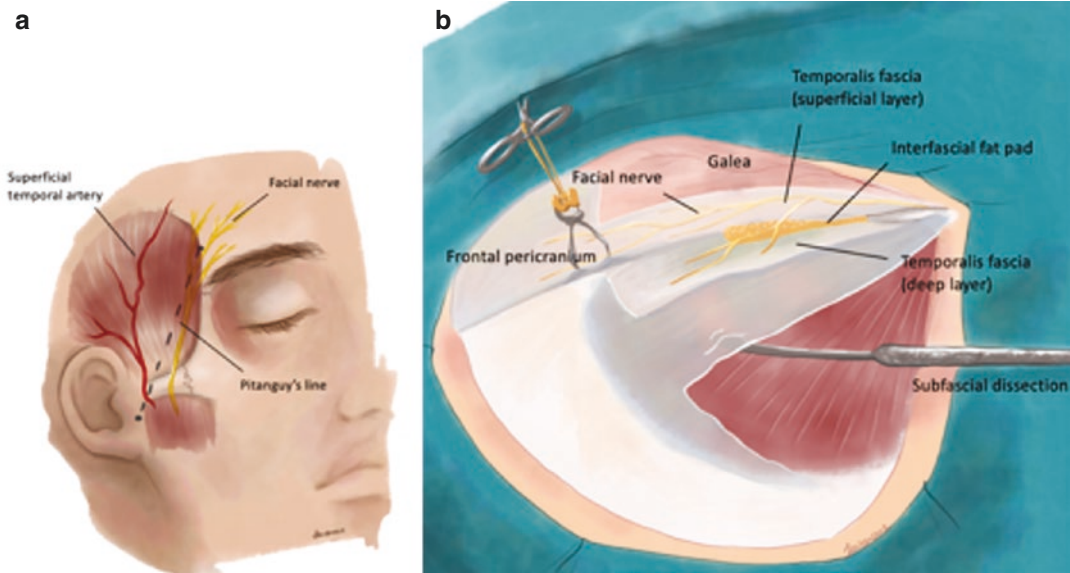 a
Superficial
temporal artery
Facial nerve
Pitanguy's line
b
Temporalis fascia
(superficial layer)
Interfascial fat pad
Galea
Facial nerve
Frontal pericranium
Temporalis fascia
(deep layer)
Subfascial dissection